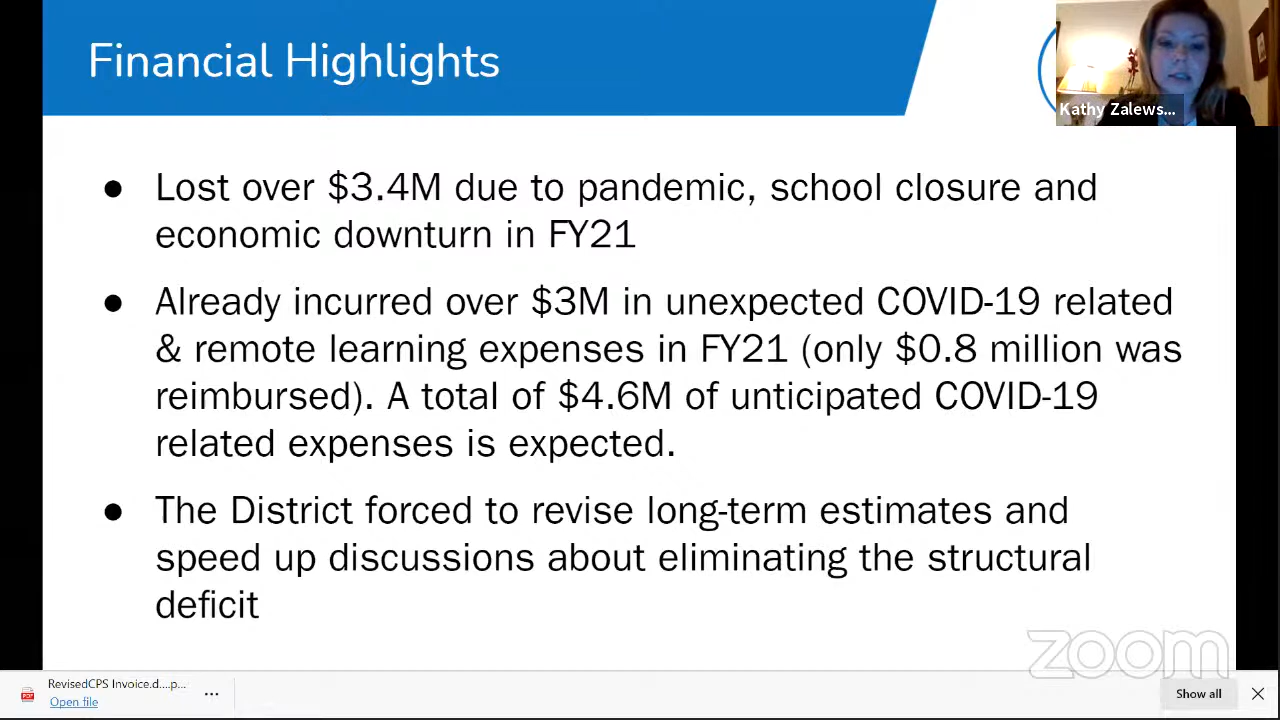 Financial Highlights
Kathy Zalews...
● Lost over $3.4M due to pandemic, school closure and
economic downturn in FY21
● Already incurred over $3M in unexpected COVID-19 related
& remote learning expenses in FY21 (only $0.8 million was
reimbursed). A total of $4.6M of unticipated COVID-19
related expenses is expected.
● The District forced to revise long-term estimates and
speed up discussions about eliminating the structural
deficit
zoom
RevisedCPS Invoice.d....p...
Open file
Show all